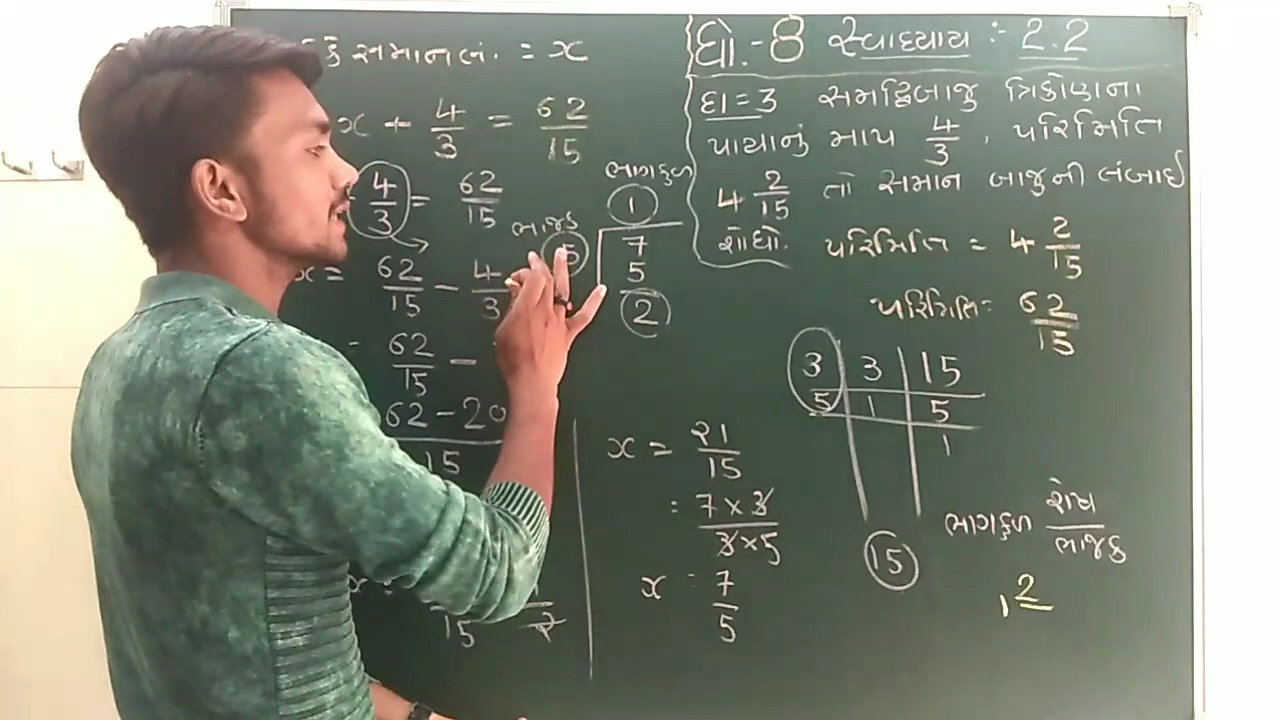 ધો.-8 સ્વાધ્યાય :- 2.2
દા=3 સમદ્વિબાજુ ત્રિકોણના
પાયાનું માપ 4/3, પરિમિતિ
4 2/15 તો સમાન બાજુની લંબાઈ
શોધો.
પરિમિતિ = 4 2/15
પરિમિતિ = 62/15
3 | 3 | 15
5 | 1 | 5
1
15
ભાગફળ શેષ/ભાજક
1 2
કે સમાન લં. = x
x + 4/3 = 62/15
4/3 = 62/15
x = 62/15 - 4/3
= 62/15 -
62 - 20
15
15 2
ભાગફળ
1
ભાજક
5 7
5
2
x = 21/15
= 7 × 3 / 3 × 5
x = 7/5